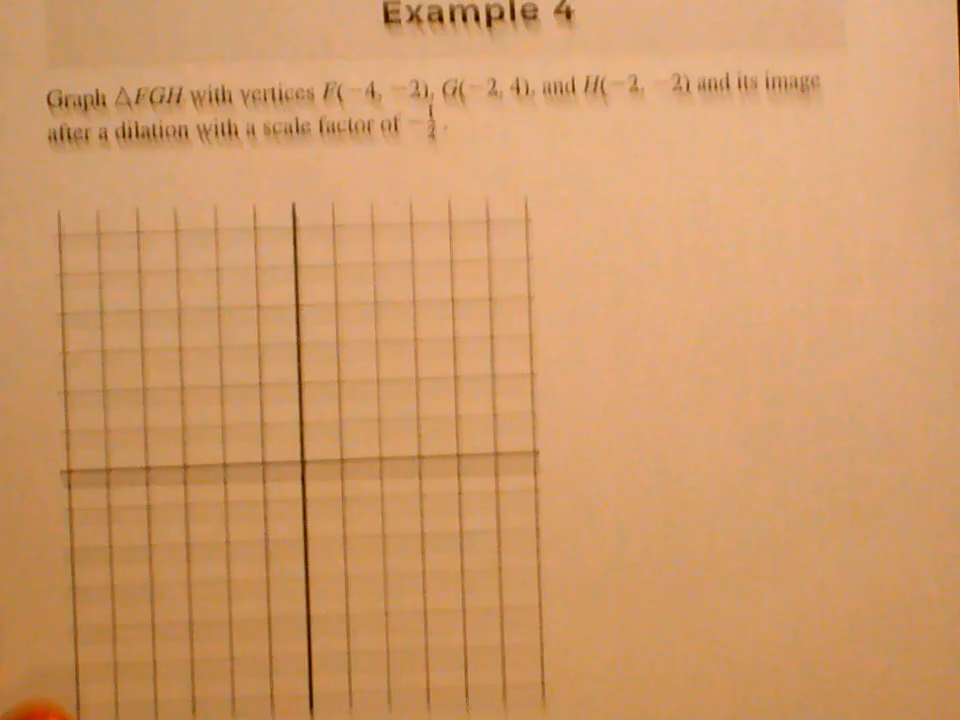 Example 4
Graph △FGH with vertices F(−4, −2), G(−2, 4), and H(−2, −2) and its image
after a dilation with a scale factor of −1/2.